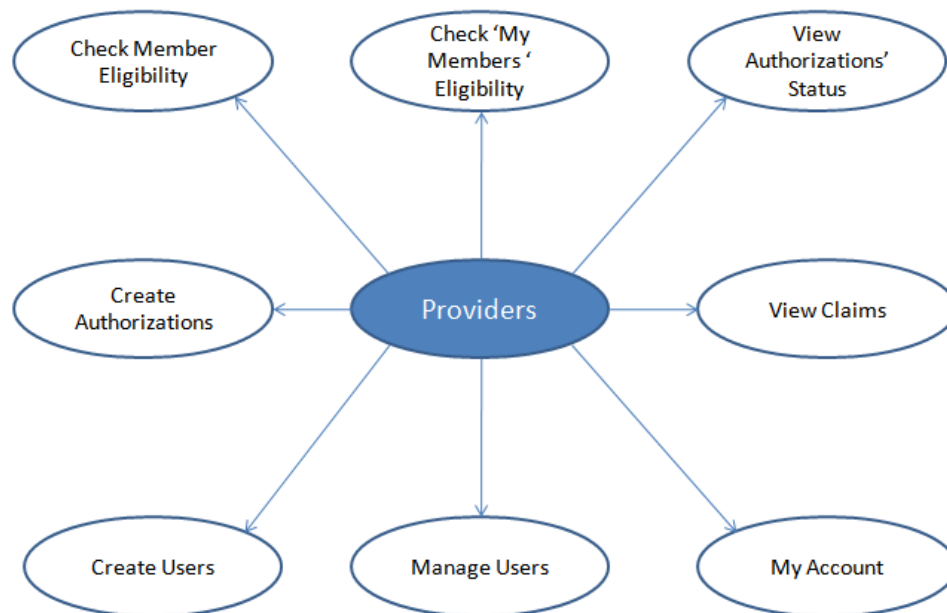 Check Member
Eligibility
Check ‘My
Members ‘
Eligibility
View
Authorizations’
Status
Create
Authorizations
Providers
View Claims
Create Users
Manage Users
My Account